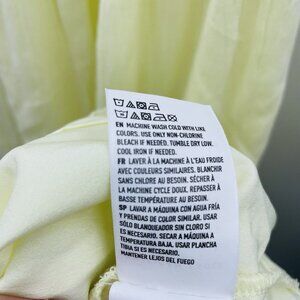 EN MACHINE WASH COLD WITH LIKE
COLORS. USE ONLY NON-CHLORINE
BLEACH IF NEEDED. TUMBLE DRY LOW.
COOL IRON IF NEEDED.
FR LAVER À LA MACHINE À L'EAU FROIDE
AVEC COULEURS SIMILAIRES. BLANCHIR
SANS CHLORE AU BESOIN. SÉCHER À
LA MACHINE CYCLE DOUX. REPASSER À
BASSE TEMPÉRATURE AU BESOIN.
SP LAVAR A MÁQUINA CON AGUA FRÍA
Y PRENDAS DE COLOR SIMILAR. USAR
SÓLO BLANQUEADOR SIN CLORO SI
ES NECESARIO. SECAR A MÁQUINA A
TEMPERATURA BAJA. USAR PLANCHA
TIBIA SI ES NECESARIO.
MANTENER LEJOS DEL FUEGO